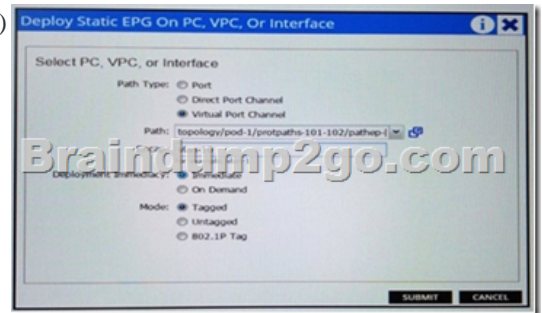 )
Deploy Static EPG On PC, VPC, Or Interface
Select PC, VPC, or Interface
Path Type: Port
Direct Port Channel
Virtual Port Channel
Path: topology/pod-1/protpaths-101-102/pathep-[
Braindump2go.com
Deployment Immediacy: Immediate
On Demand
Mode: Tagged
Untagged
802.1P Tag
SUBMIT CANCEL